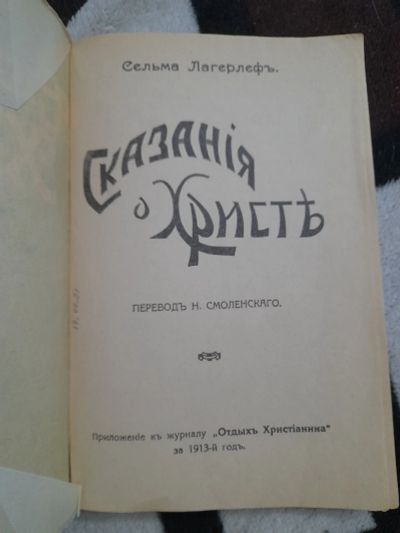 Сельма Лагерлефъ.
Сказанія
о Христѣ
ПЕРЕВОДЪ Н. СМОЛЕНСКАГО.
Приложеніе къ журналу „Отдыхъ Христіанина"
за 1913-й годъ.